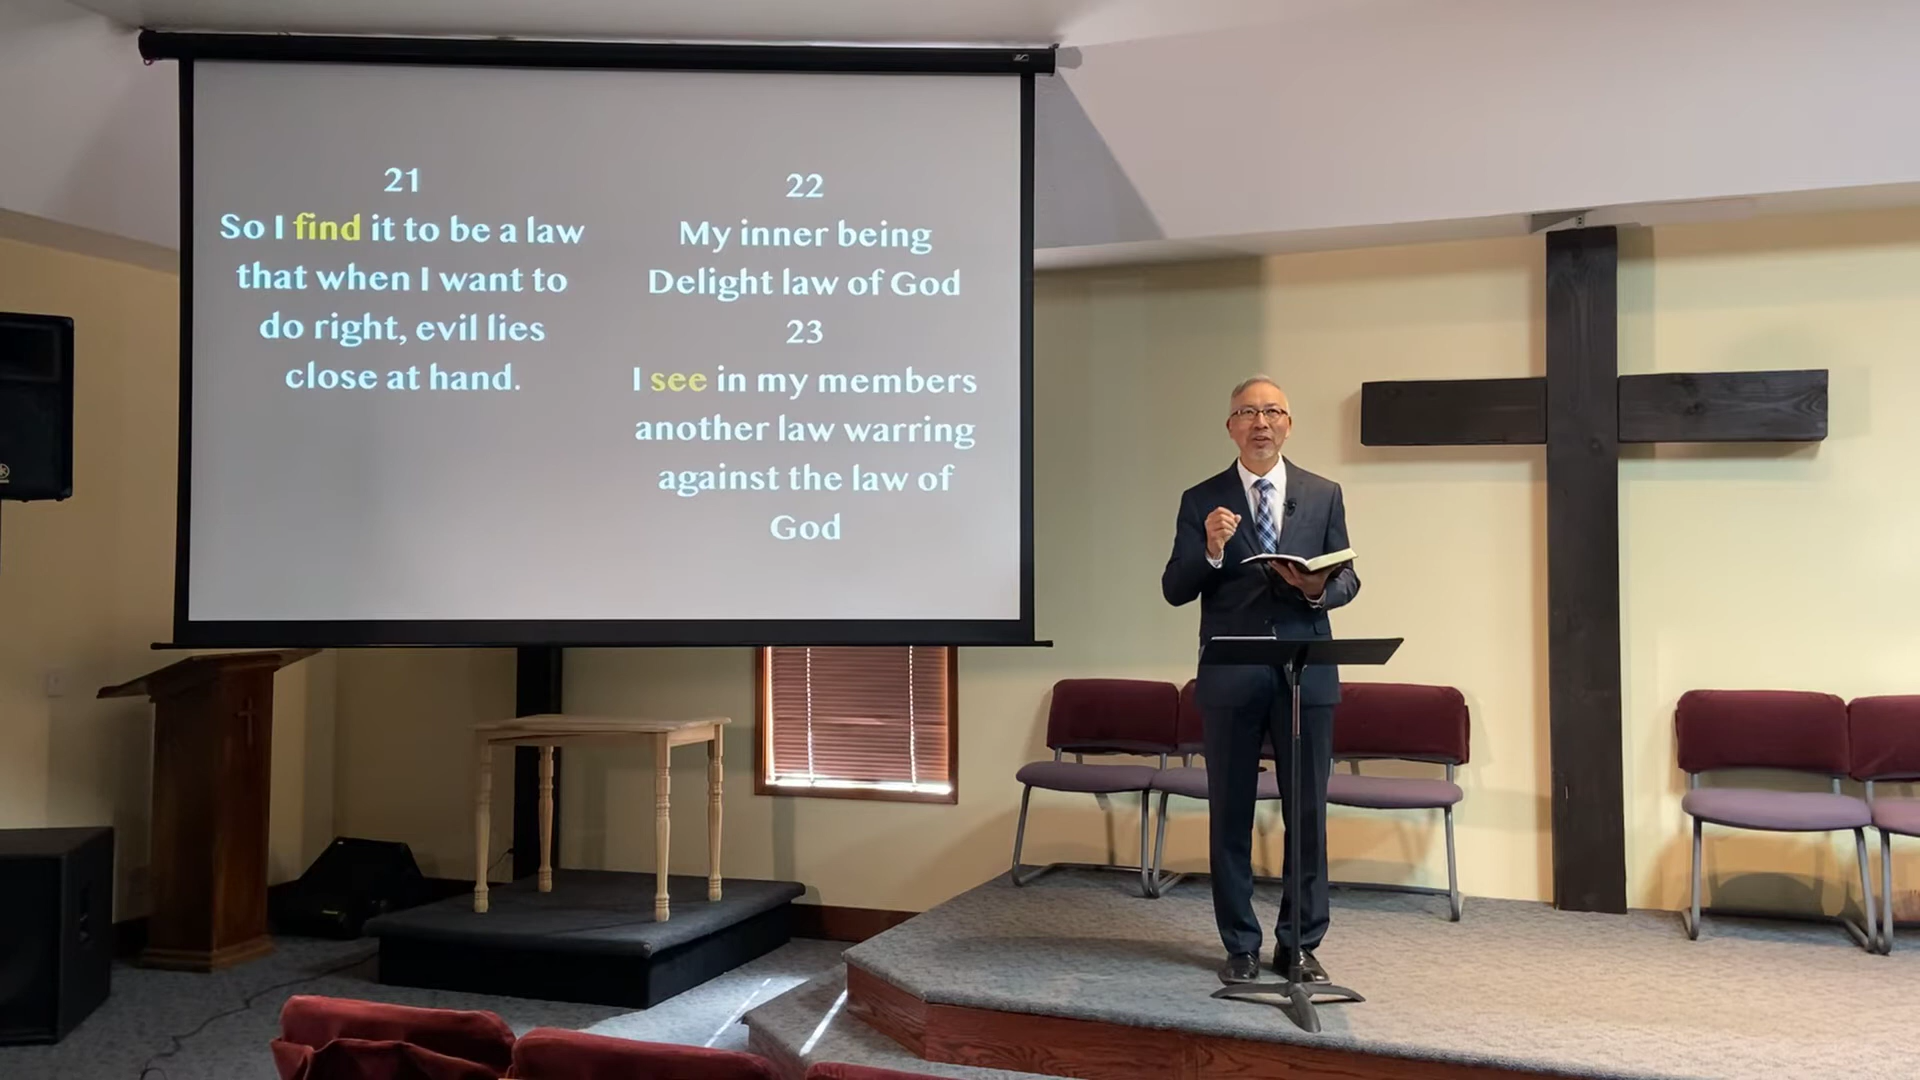 21
So I find it to be a law
that when I want to
do right, evil lies
close at hand.
22
My inner being
Delight law of God
23
I see in my members
another law warring
against the law of
God